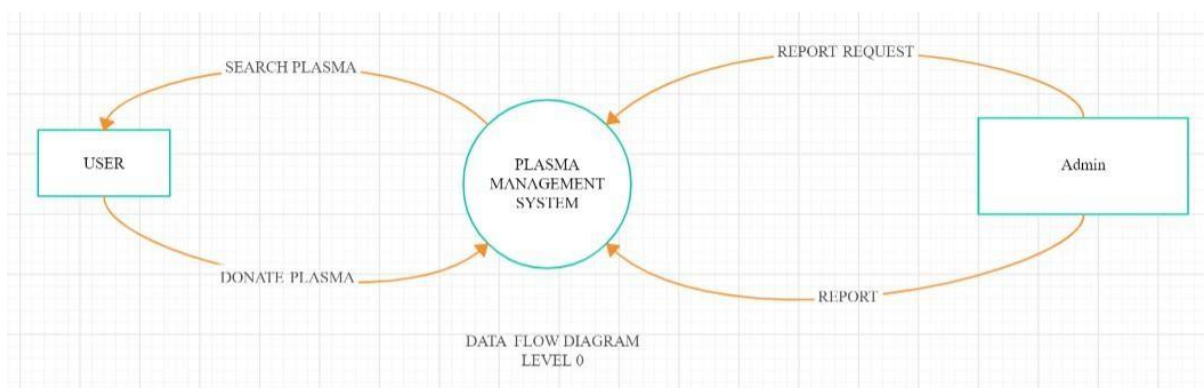 REPORT REQUEST
SEARCH PLASMA
USER
PLASMA
MANAGEMENT
SYSTEM
Admin
DONATE PLASMA
REPORT
DATA FLOW DIAGRAM
LEVEL 0